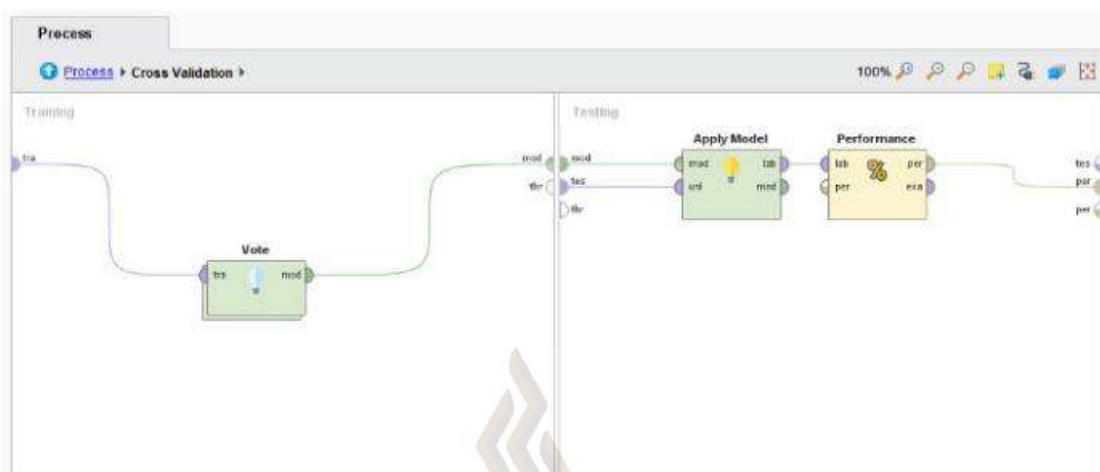 Process
Process ▸ Cross Validation ▸
100%
Training
Testing
tra
mod
thr
Vote
tra
mod
mod
tes
thr
Apply Model
mod
unl
lab
mod
Performance
lab
per
per
exa
tes
per
per